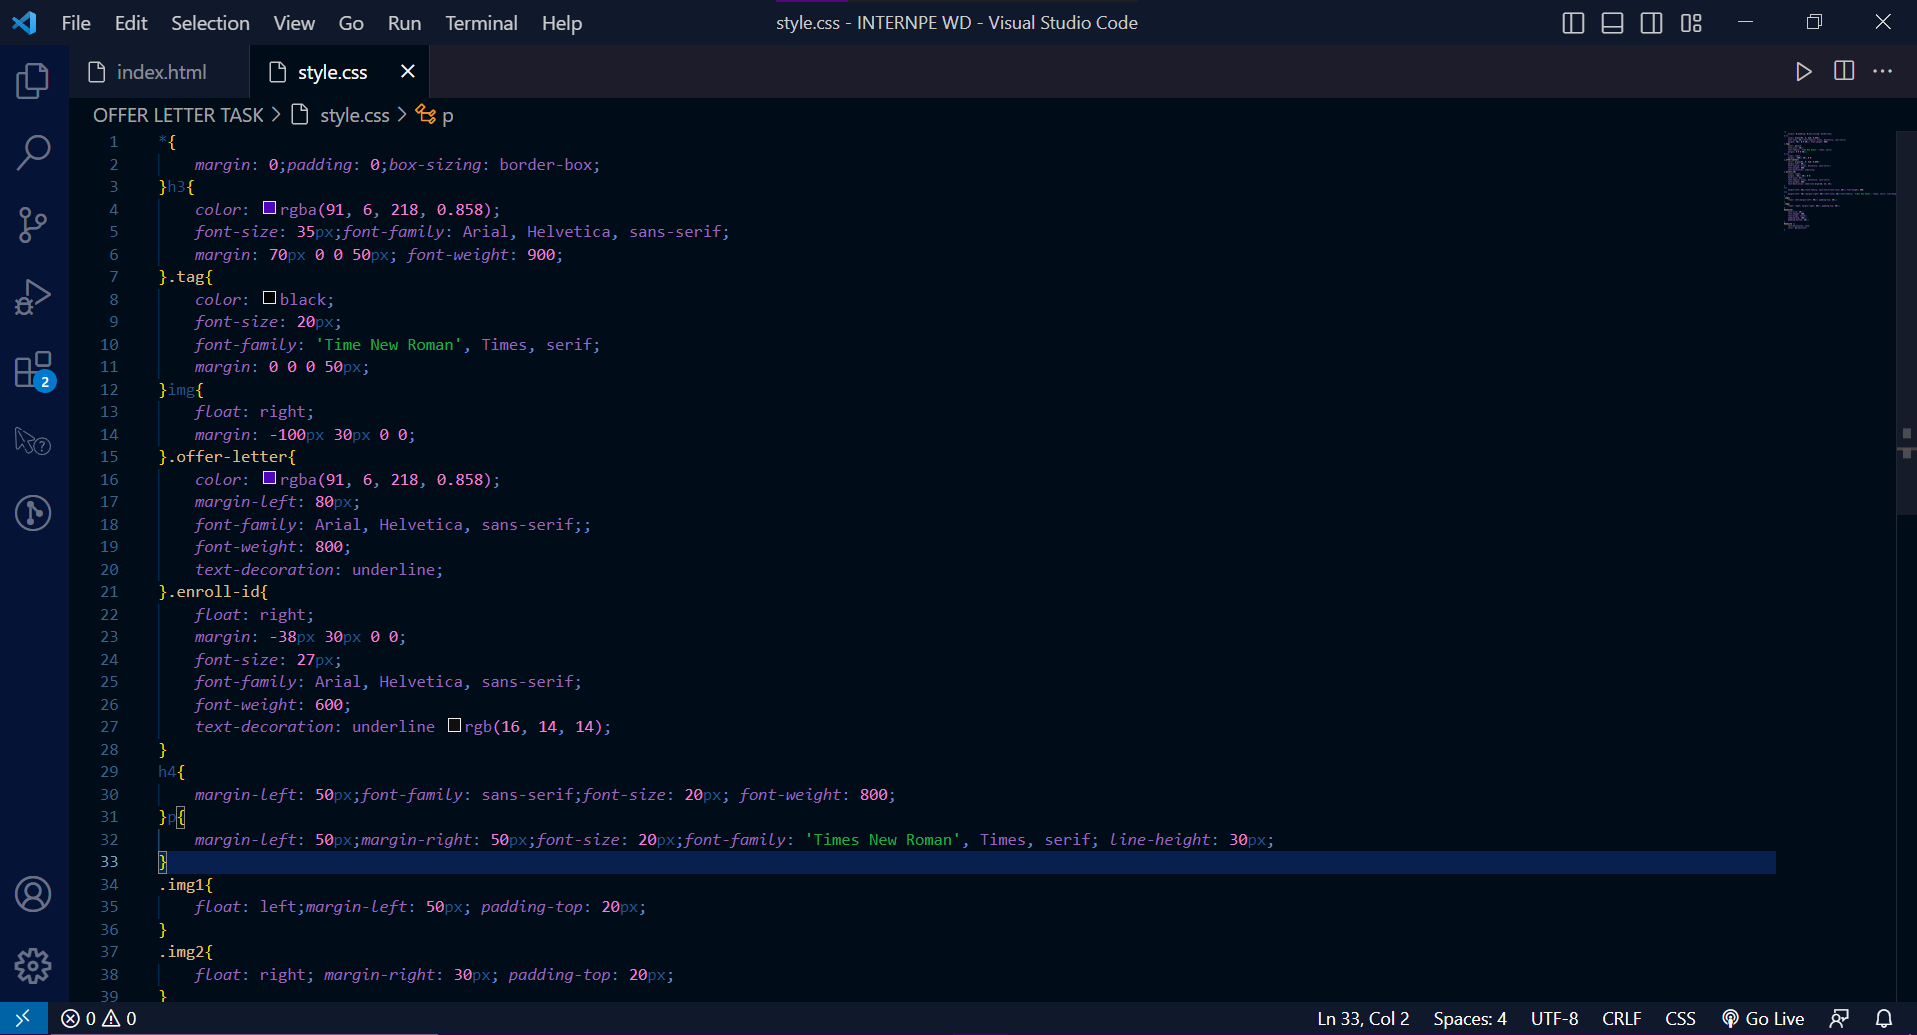 File Edit Selection View Go Run Terminal Help style.css - INTERNPE WD - Visual Studio Code
index.html style.css
OFFER LETTER TASK > style.css > p
1 *{
2 margin: 0;padding: 0;box-sizing: border-box;
3 }h3{
4 color: rgba(91, 6, 218, 0.858);
5 font-size: 35px;font-family: Arial, Helvetica, sans-serif;
6 margin: 70px 0 0 50px; font-weight: 900;
7 }.tag{
8 color: black;
9 font-size: 20px;
10 font-family: 'Time New Roman', Times, serif;
11 margin: 0 0 0 50px;
12 }img{
13 float: right;
14 margin: -100px 30px 0 0;
15 }.offer-letter{
16 color: rgba(91, 6, 218, 0.858);
17 margin-left: 80px;
18 font-family: Arial, Helvetica, sans-serif;;
19 font-weight: 800;
20 text-decoration: underline;
21 }.enroll-id{
22 float: right;
23 margin: -38px 30px 0 0;
24 font-size: 27px;
25 font-family: Arial, Helvetica, sans-serif;
26 font-weight: 600;
27 text-decoration: underline rgb(16, 14, 14);
28 }
29 h4{
30 margin-left: 50px;font-family: sans-serif;font-size: 20px; font-weight: 800;
31 }p{
32 margin-left: 50px;margin-right: 50px;font-size: 20px;font-family: 'Times New Roman', Times, serif; line-height: 30px;
33 }
34 .img1{
35 float: left;margin-left: 50px; padding-top: 20px;
36 }
37 .img2{
38 float: right; margin-right: 30px; padding-top: 20px;
39 }
2
0 0 Ln 33, Col 2 Spaces: 4 UTF-8 CRLF CSS Go Live